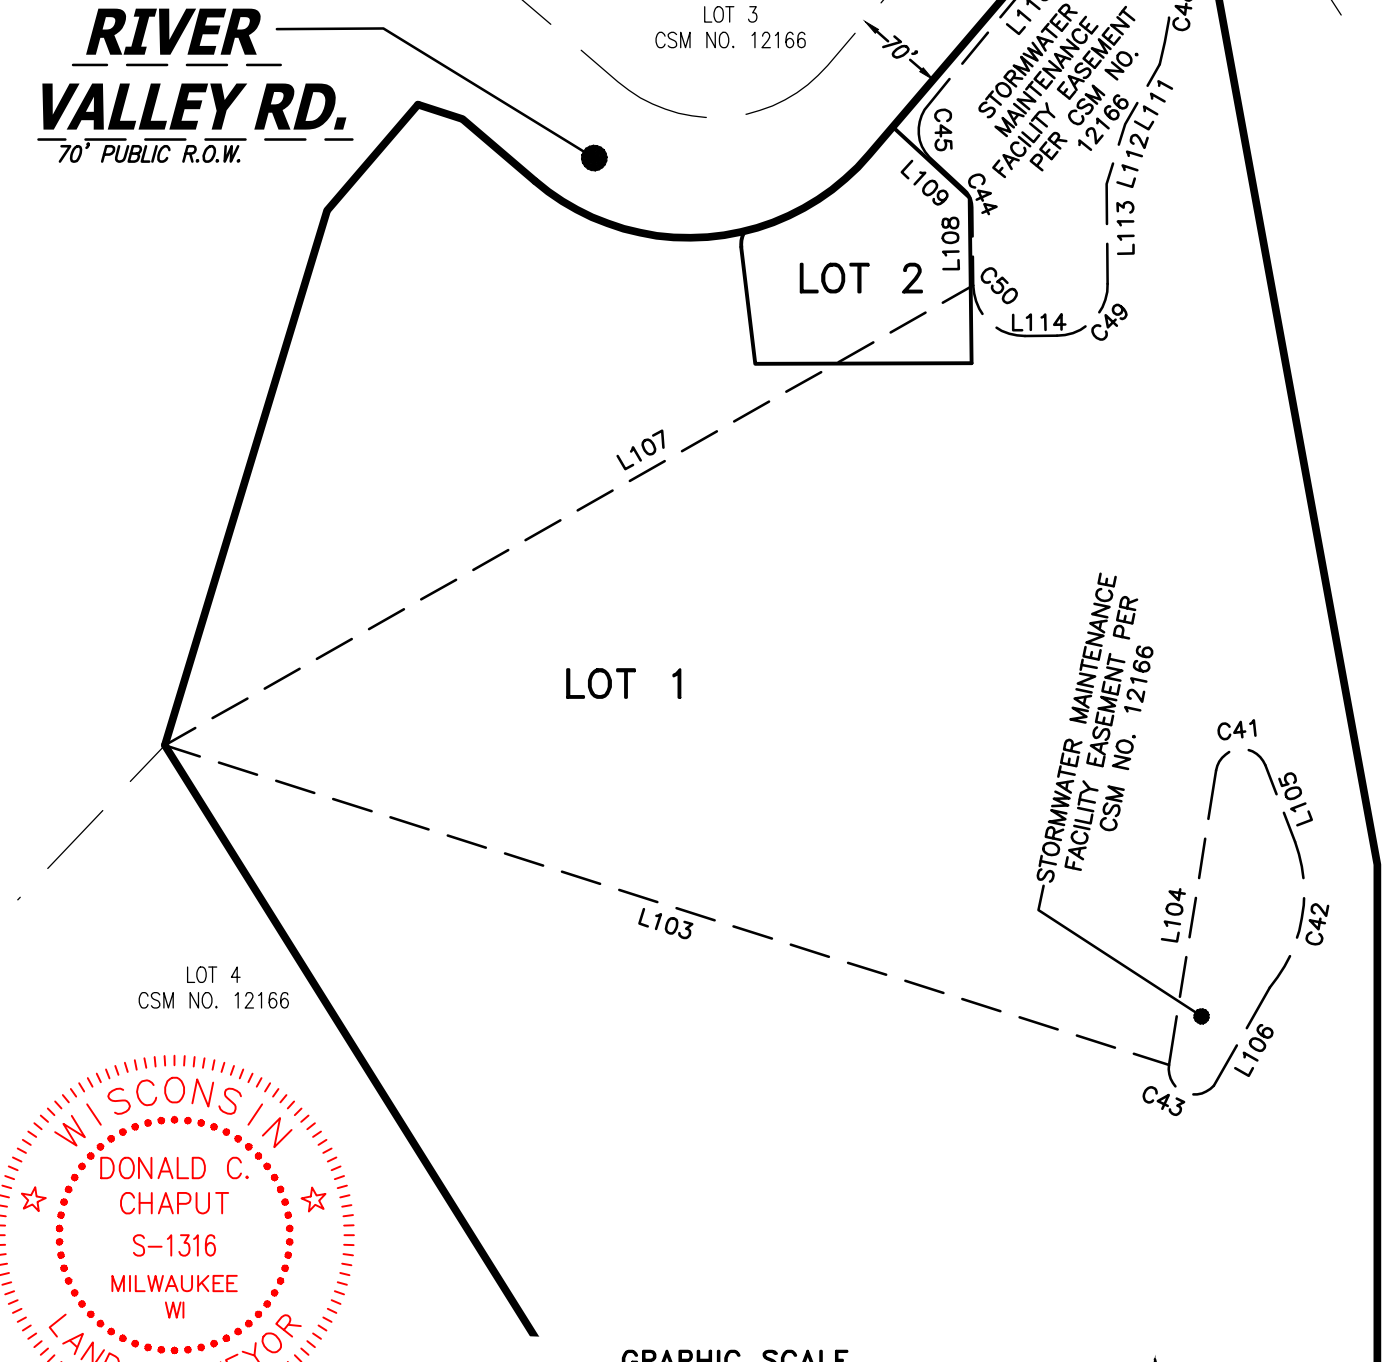 RIVER
VALLEY RD.
70' PUBLIC R.O.W.
LOT 3
CSM NO. 12166
70'
STORMWATER
MAINTENANCE
FACILITY EASEMENT
PER CSM NO.
12166
L111
L112
L113
C45
L109
C44
L108
C50
L114
C49
LOT 2
L107
LOT 1
STORMWATER MAINTENANCE
FACILITY EASEMENT PER
CSM NO. 12166
C41
L105
L104
C42
L103
L106
C43
LOT 4
CSM NO. 12166
WISCONSIN
DONALD C.
CHAPUT
S-1316
MILWAUKEE
WI
LAND
GRAPHIC SCALE